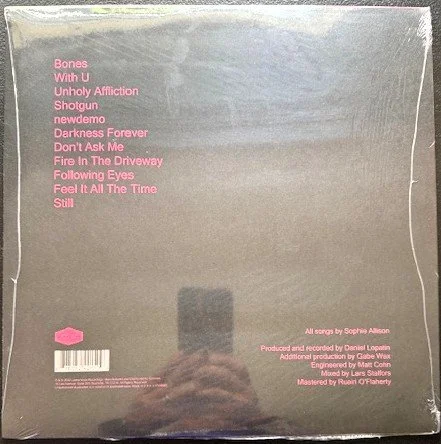 Bones
With U
Unholy Affliction
Shotgun
newdemo
Darkness Forever
Don't Ask Me
Fire In The Driveway
Following Eyes
Feel It All The Time
Still
All songs by Sophie Allison
Produced and recorded by Daniel Lopatin
Additional production by Gabe Wax
Engineered by Matt Cohn
Mixed by Lars Stalfors
Mastered by Ruairi O'Flaherty